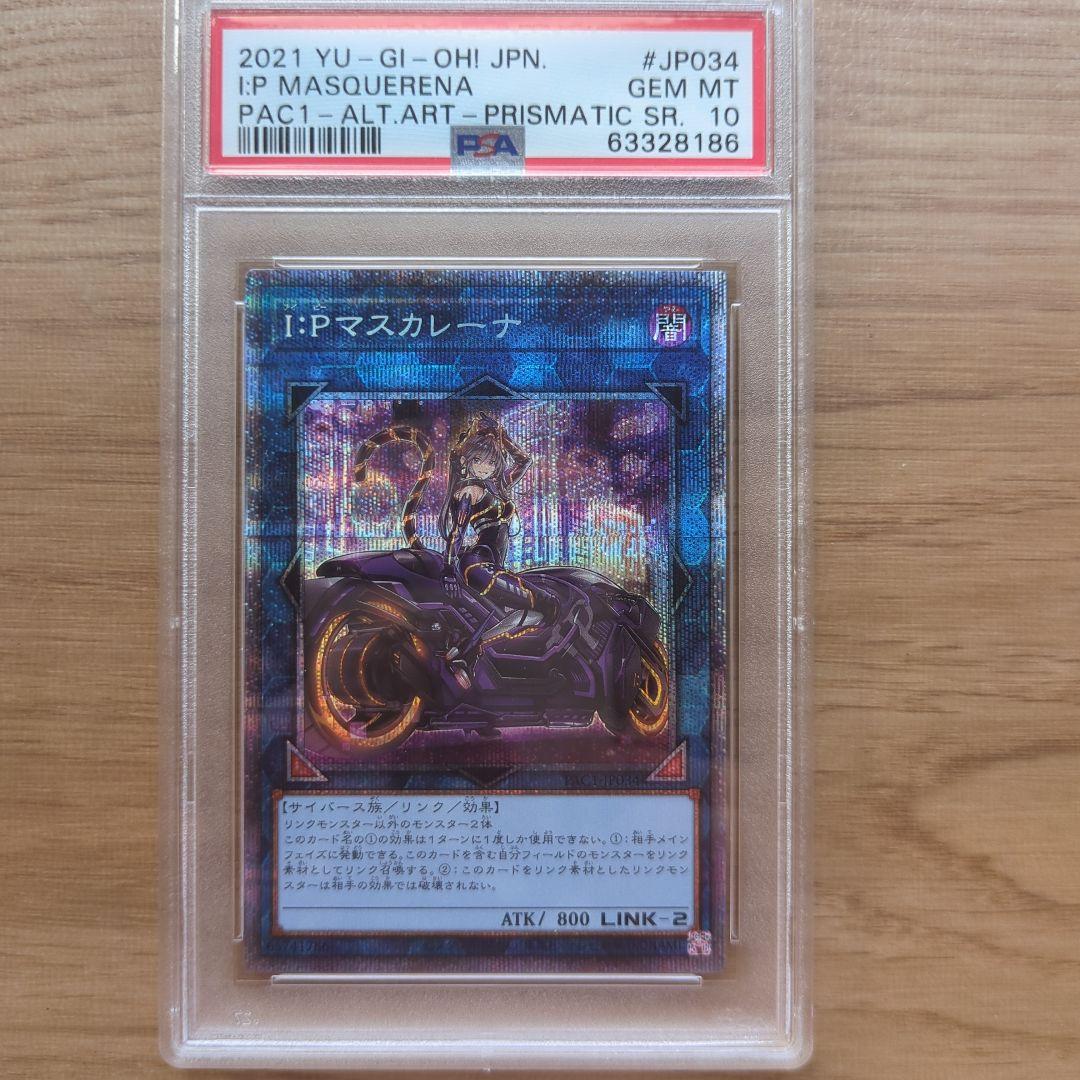 2021 YU-GI-OH! JPN. #JP034
I:P MASQUERENA GEM MT
PAC1-ALT.ART-PRISMATIC SR. 10
PSA 63328186
I:Pマスカレーナ 闇
PAC1-JP034
【サイバース族/リンク/効果】
リンクモンスター以外のモンスター2体
このカード名の①の効果は1ターンに1度しか使用できない。①:相手メイン
フェイズに発動できる。このカードを含む自分フィールドのモンスターをリンク
素材としてリンク召喚する。②:このカードをリンク素材としたリンクモン
スターは相手の効果では破壊されない。
ATK/ 800 LINK-2